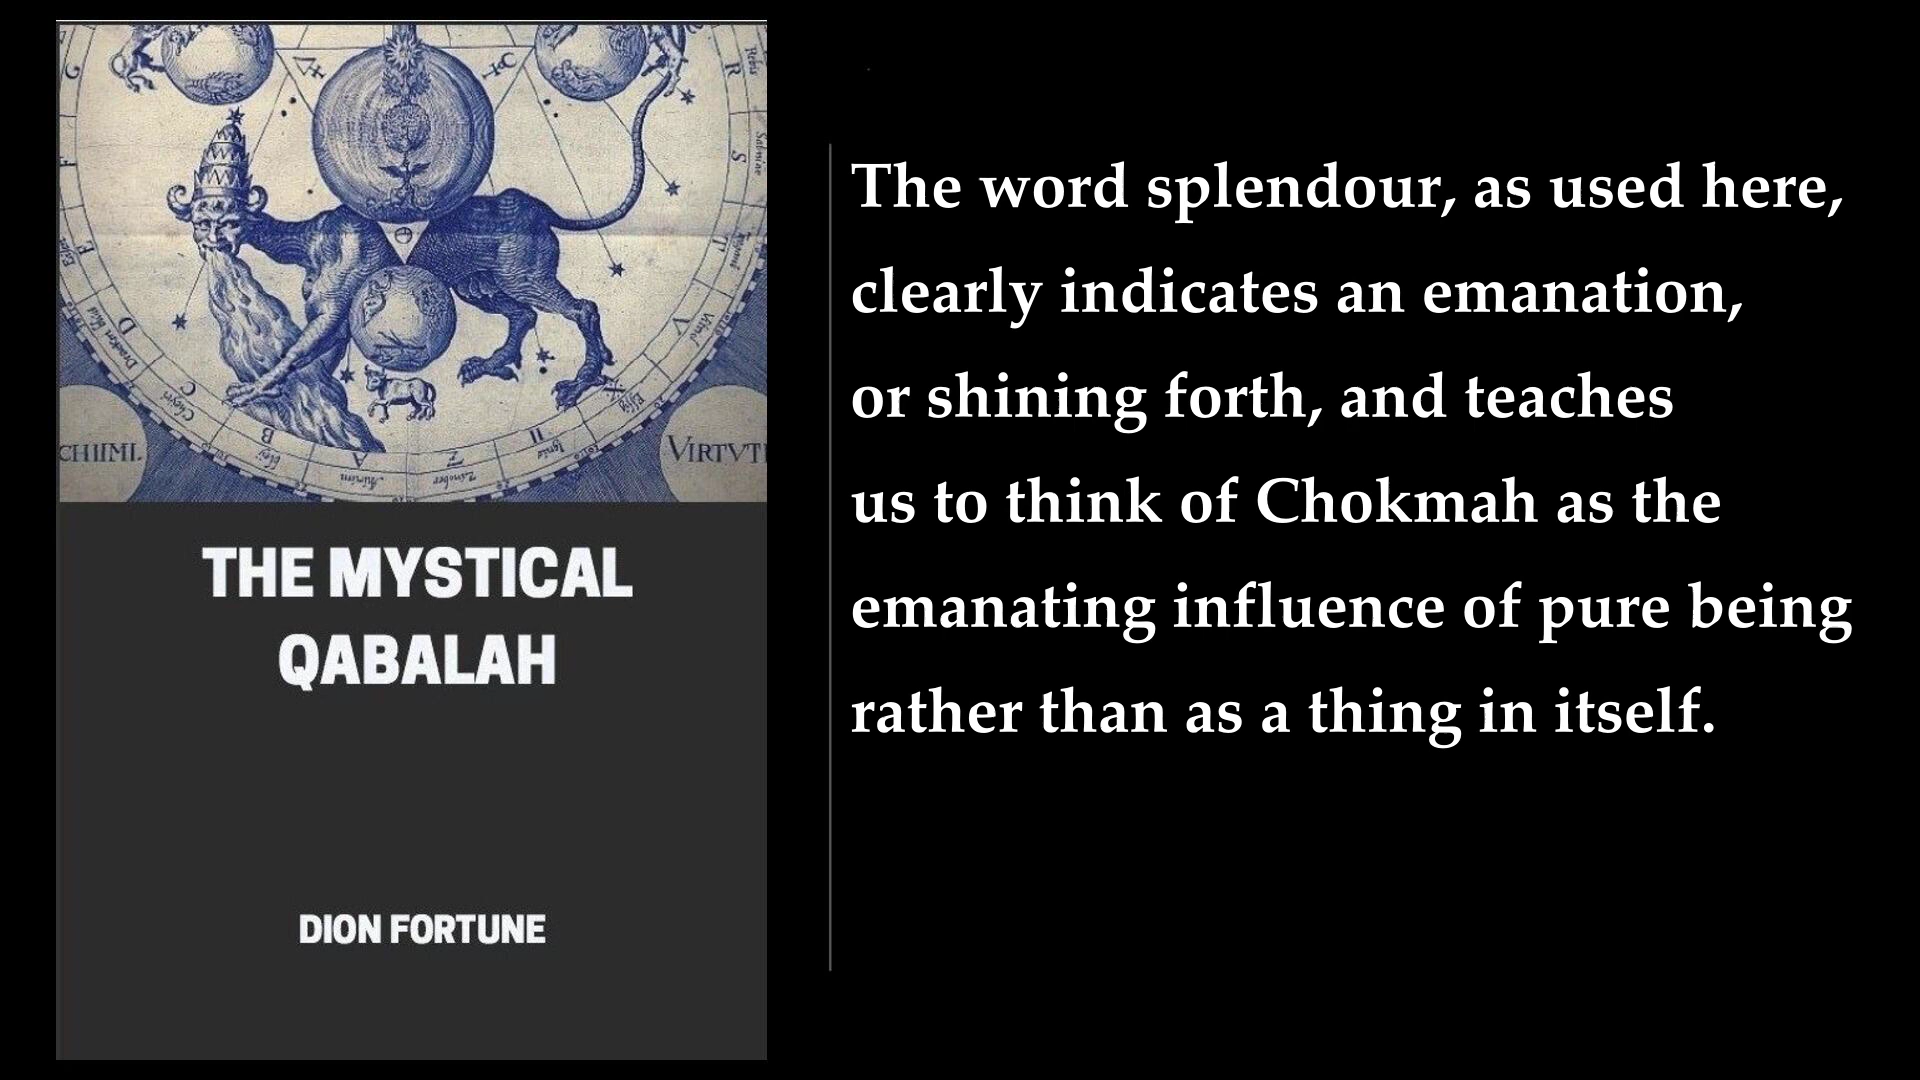 THE MYSTICAL
QABALAH
DION FORTUNE
CHIIMI.
VIRTVTI
The word splendour, as used here,
clearly indicates an emanation,
or shining forth, and teaches
us to think of Chokmah as the
emanating influence of pure being
rather than as a thing in itself.